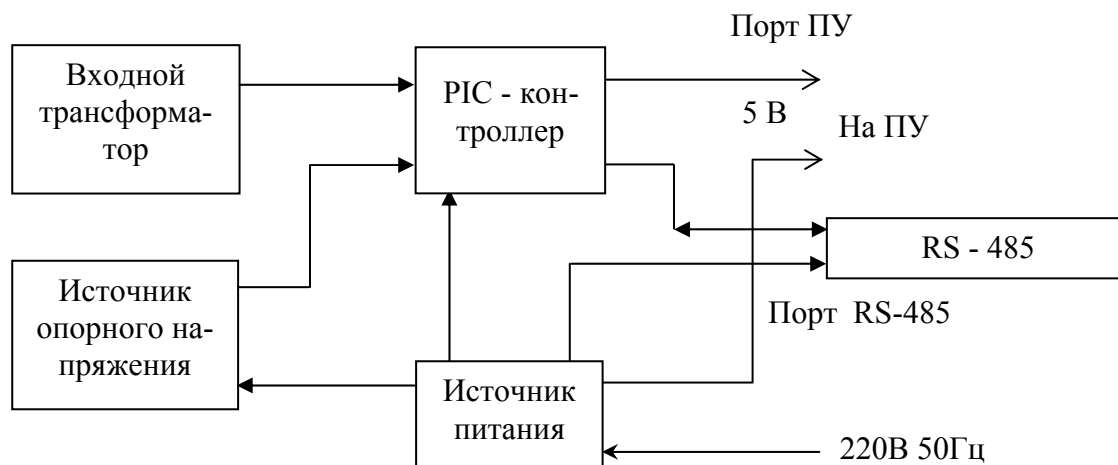 Входной
трансформа-
тор
PIC - кон-
троллер
Порт ПУ
5 В
На ПУ
RS - 485
Источник
опорного на-
пряжения
Порт RS-485
Источник
питания
220В 50Гц